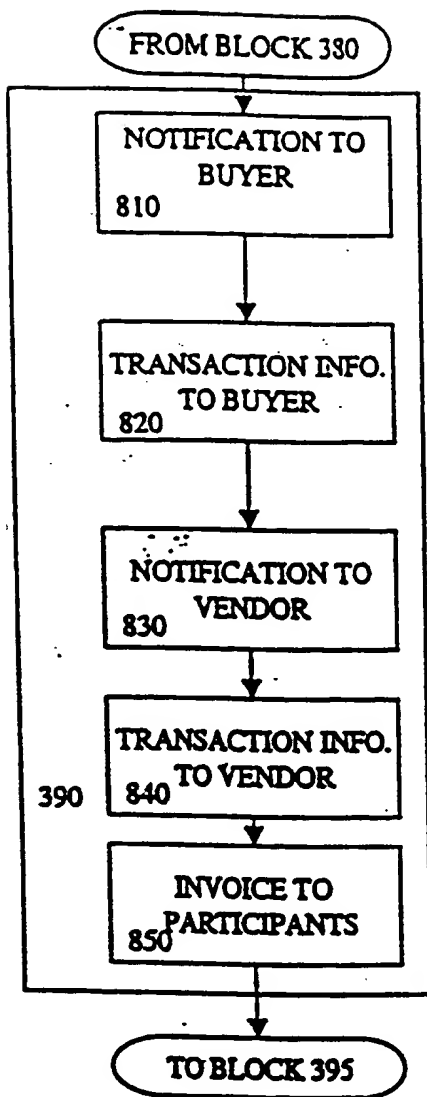 FROM BLOCK 380
NOTIFICATION TO
BUYER
810
TRANSACTION INFO.
TO BUYER
820
NOTIFICATION TO
VENDOR
830
TRANSACTION INFO.
TO VENDOR
390
840
INVOICE TO
PARTICIPANTS
850
TO BLOCK 395